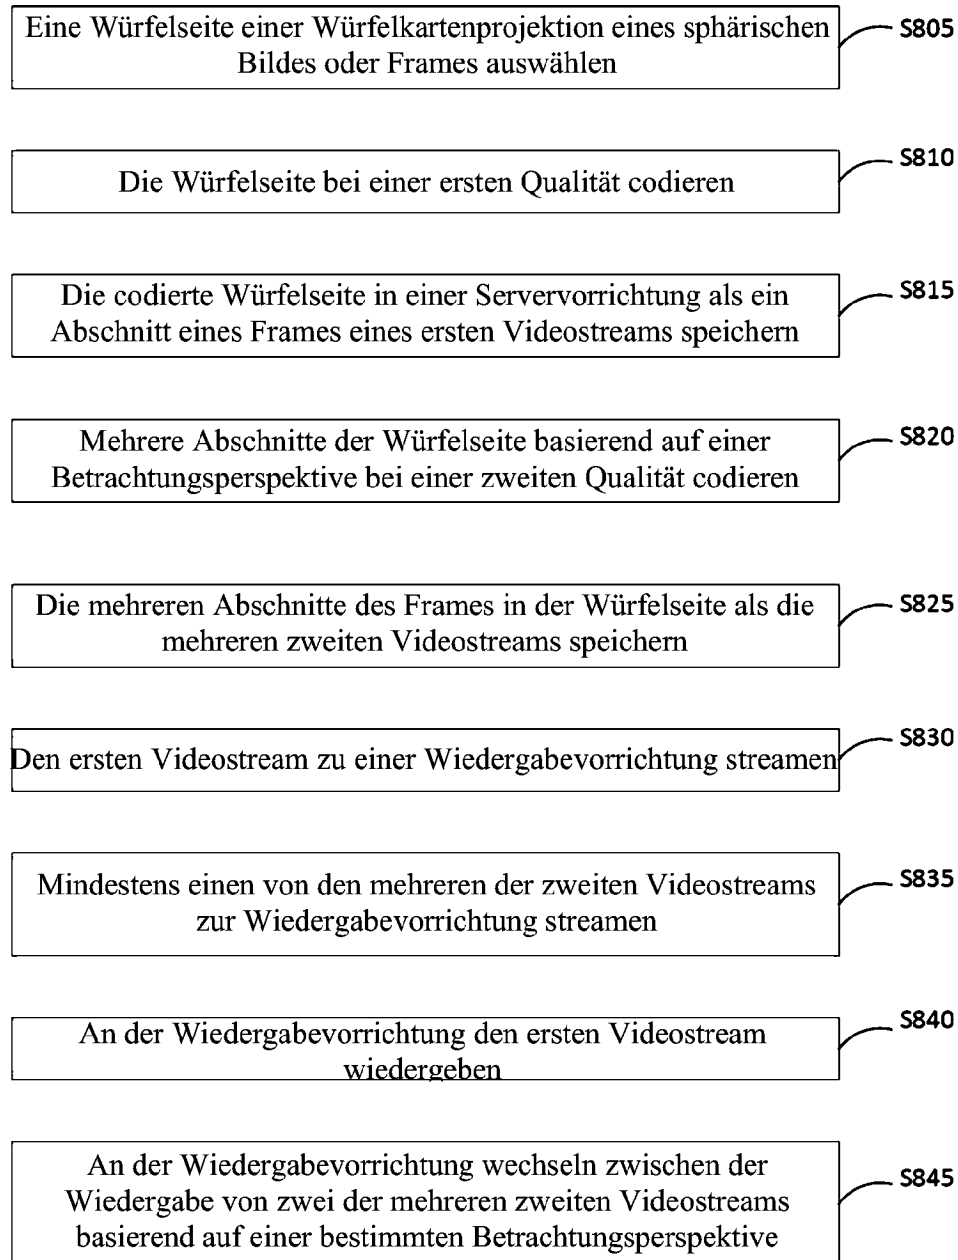 Eine Würfelseite einer Würfelkartenprojektion eines sphärischen
Bildes oder Frames auswählen
S805
Die Würfelseite bei einer ersten Qualität codieren
S810
Die codierte Würfelseite in einer Servervorrichtung als ein
Abschnitt eines Frames eines ersten Videostreams speichern
S815
Mehrere Abschnitte der Würfelseite basierend auf einer
Betrachtungsperspektive bei einer zweiten Qualität codieren
S820
Die mehreren Abschnitte des Frames in der Würfelseite als die
mehreren zweiten Videostreams speichern
S825
Den ersten Videostream zu einer Wiedergabevorrichtung streamen
S830
Mindestens einen von den mehreren der zweiten Videostreams
zur Wiedergabevorrichtung streamen
S835
An der Wiedergabevorrichtung den ersten Videostream
wiedergeben
S840
An der Wiedergabevorrichtung wechseln zwischen der
Wiedergabe von zwei der mehreren zweiten Videostreams
basierend auf einer bestimmten Betrachtungsperspektive
S845